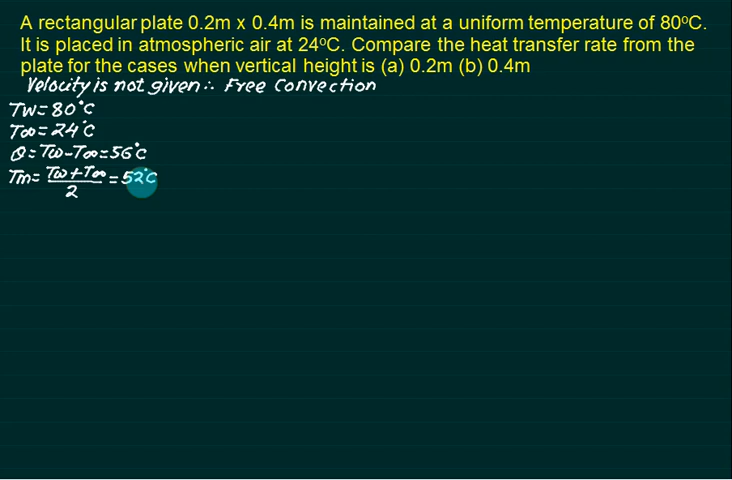 A rectangular plate 0.2m x 0.4m is maintained at a uniform temperature of 80⁰C.
It is placed in atmospheric air at 24⁰C. Compare the heat transfer rate from the
plate for the cases when vertical height is (a) 0.2m (b) 0.4m
Velocity is not given ∴ Free Convection
Tw = 80°C
T∞ = 24°C
θ = Tw - T∞ = 56°C
Tm = Tw + T∞ / 2 = 52°C